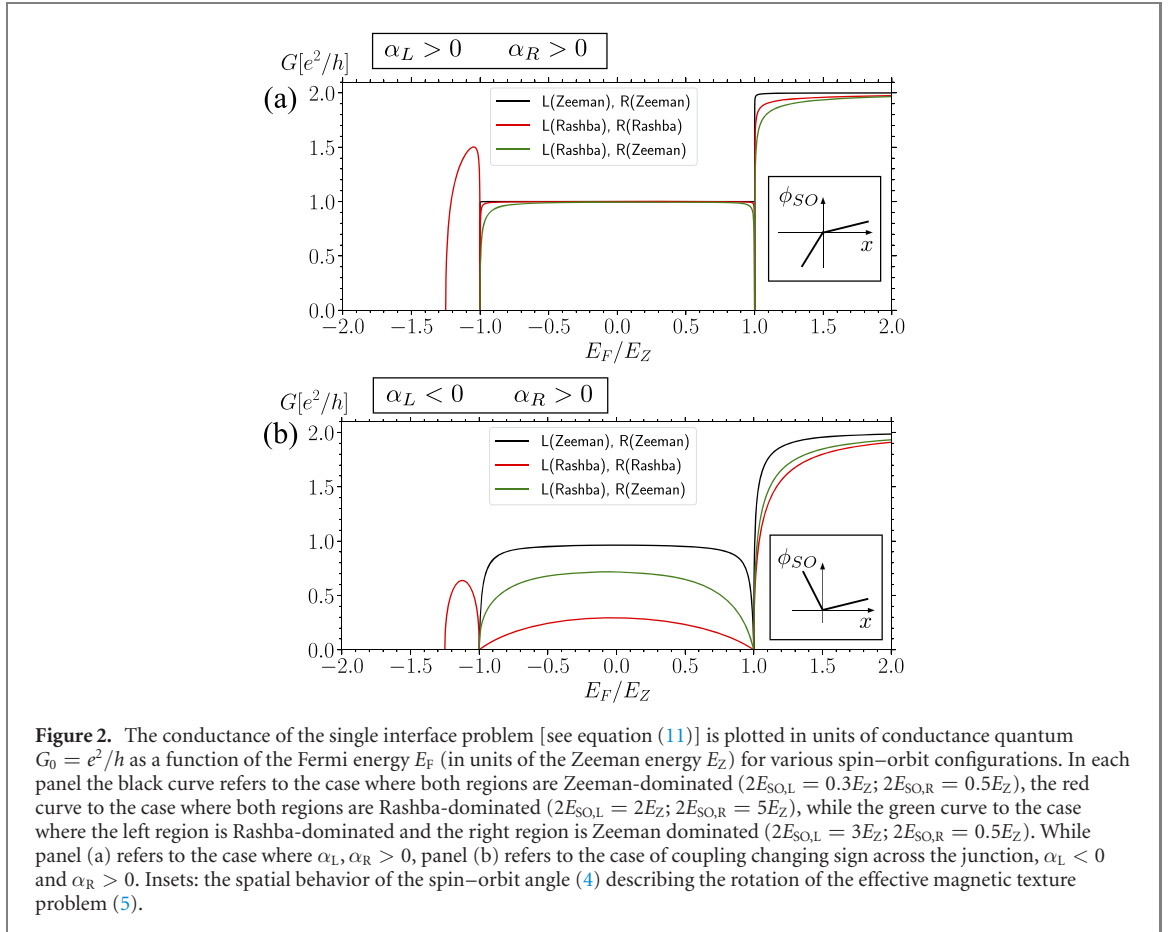 α_L > 0 α_R > 0
G[e²/h]
(a)
2.0
1.5
1.0
0.5
0.0
L(Zeeman), R(Zeeman)
L(Rashba), R(Rashba)
L(Rashba), R(Zeeman)
ϕ_SO
x
−2.0 −1.5 −1.0 −0.5 0.0 0.5 1.0 1.5 2.0
E_F/E_Z
α_L < 0 α_R > 0
G[e²/h]
(b)
2.0
1.5
1.0
0.5
0.0
L(Zeeman), R(Zeeman)
L(Rashba), R(Rashba)
L(Rashba), R(Zeeman)
ϕ_SO
x
−2.0 −1.5 −1.0 −0.5 0.0 0.5 1.0 1.5 2.0
E_F/E_Z
Figure 2. The conductance of the single interface problem [see equation (11)] is plotted in units of conductance quantum
G₀ = e²/h as a function of the Fermi energy E_F (in units of the Zeeman energy E_Z) for various spin–orbit configurations. In each
panel the black curve refers to the case where both regions are Zeeman-dominated (2E_SO,L = 0.3E_Z; 2E_SO,R = 0.5E_Z), the red
curve to the case where both regions are Rashba-dominated (2E_SO,L = 2E_Z; 2E_SO,R = 5E_Z), while the green curve to the case
where the left region is Rashba-dominated and the right region is Zeeman dominated (2E_SO,L = 3E_Z; 2E_SO,R = 0.5E_Z). While
panel (a) refers to the case where α_L, α_R > 0, panel (b) refers to the case of coupling changing sign across the junction, α_L < 0
and α_R > 0. Insets: the spatial behavior of the spin–orbit angle (4) describing the rotation of the effective magnetic texture
problem (5).